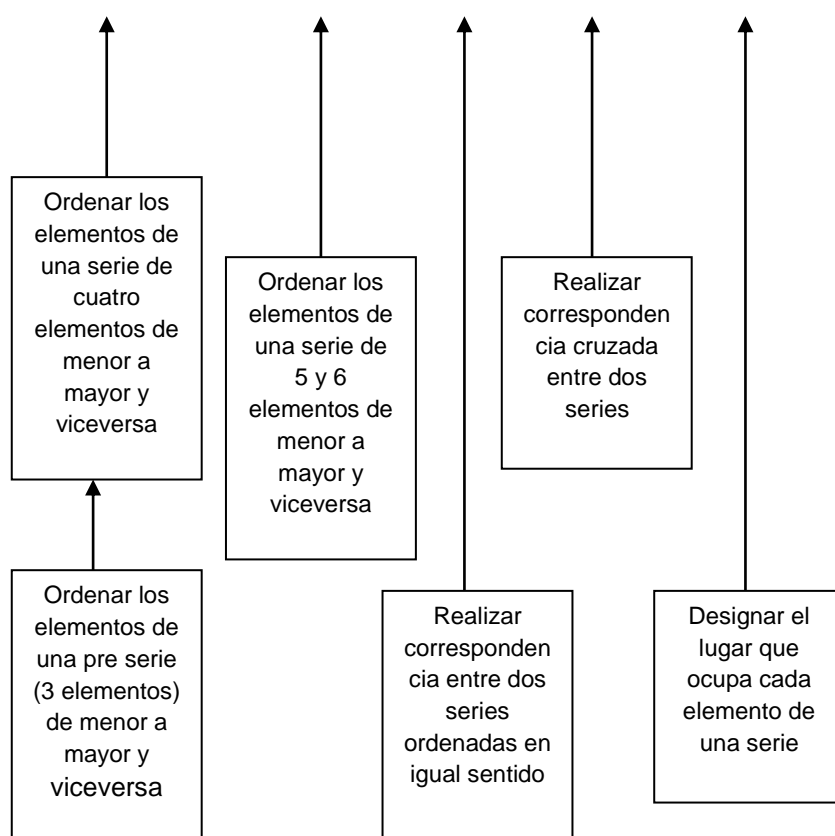 Ordenar los
elementos de
una serie de
cuatro
elementos de
menor a
mayor y
viceversa
Ordenar los
elementos de
una serie de
5 y 6
elementos de
menor a
mayor y
viceversa
Realizar
corresponden
cia cruzada
entre dos
series
Ordenar los
elementos de
una pre serie
(3 elementos)
de menor a
mayor y
viceversa
Realizar
corresponden
cia entre dos
series
ordenadas en
igual sentido
Designar el
lugar que
ocupa cada
elemento de
una serie